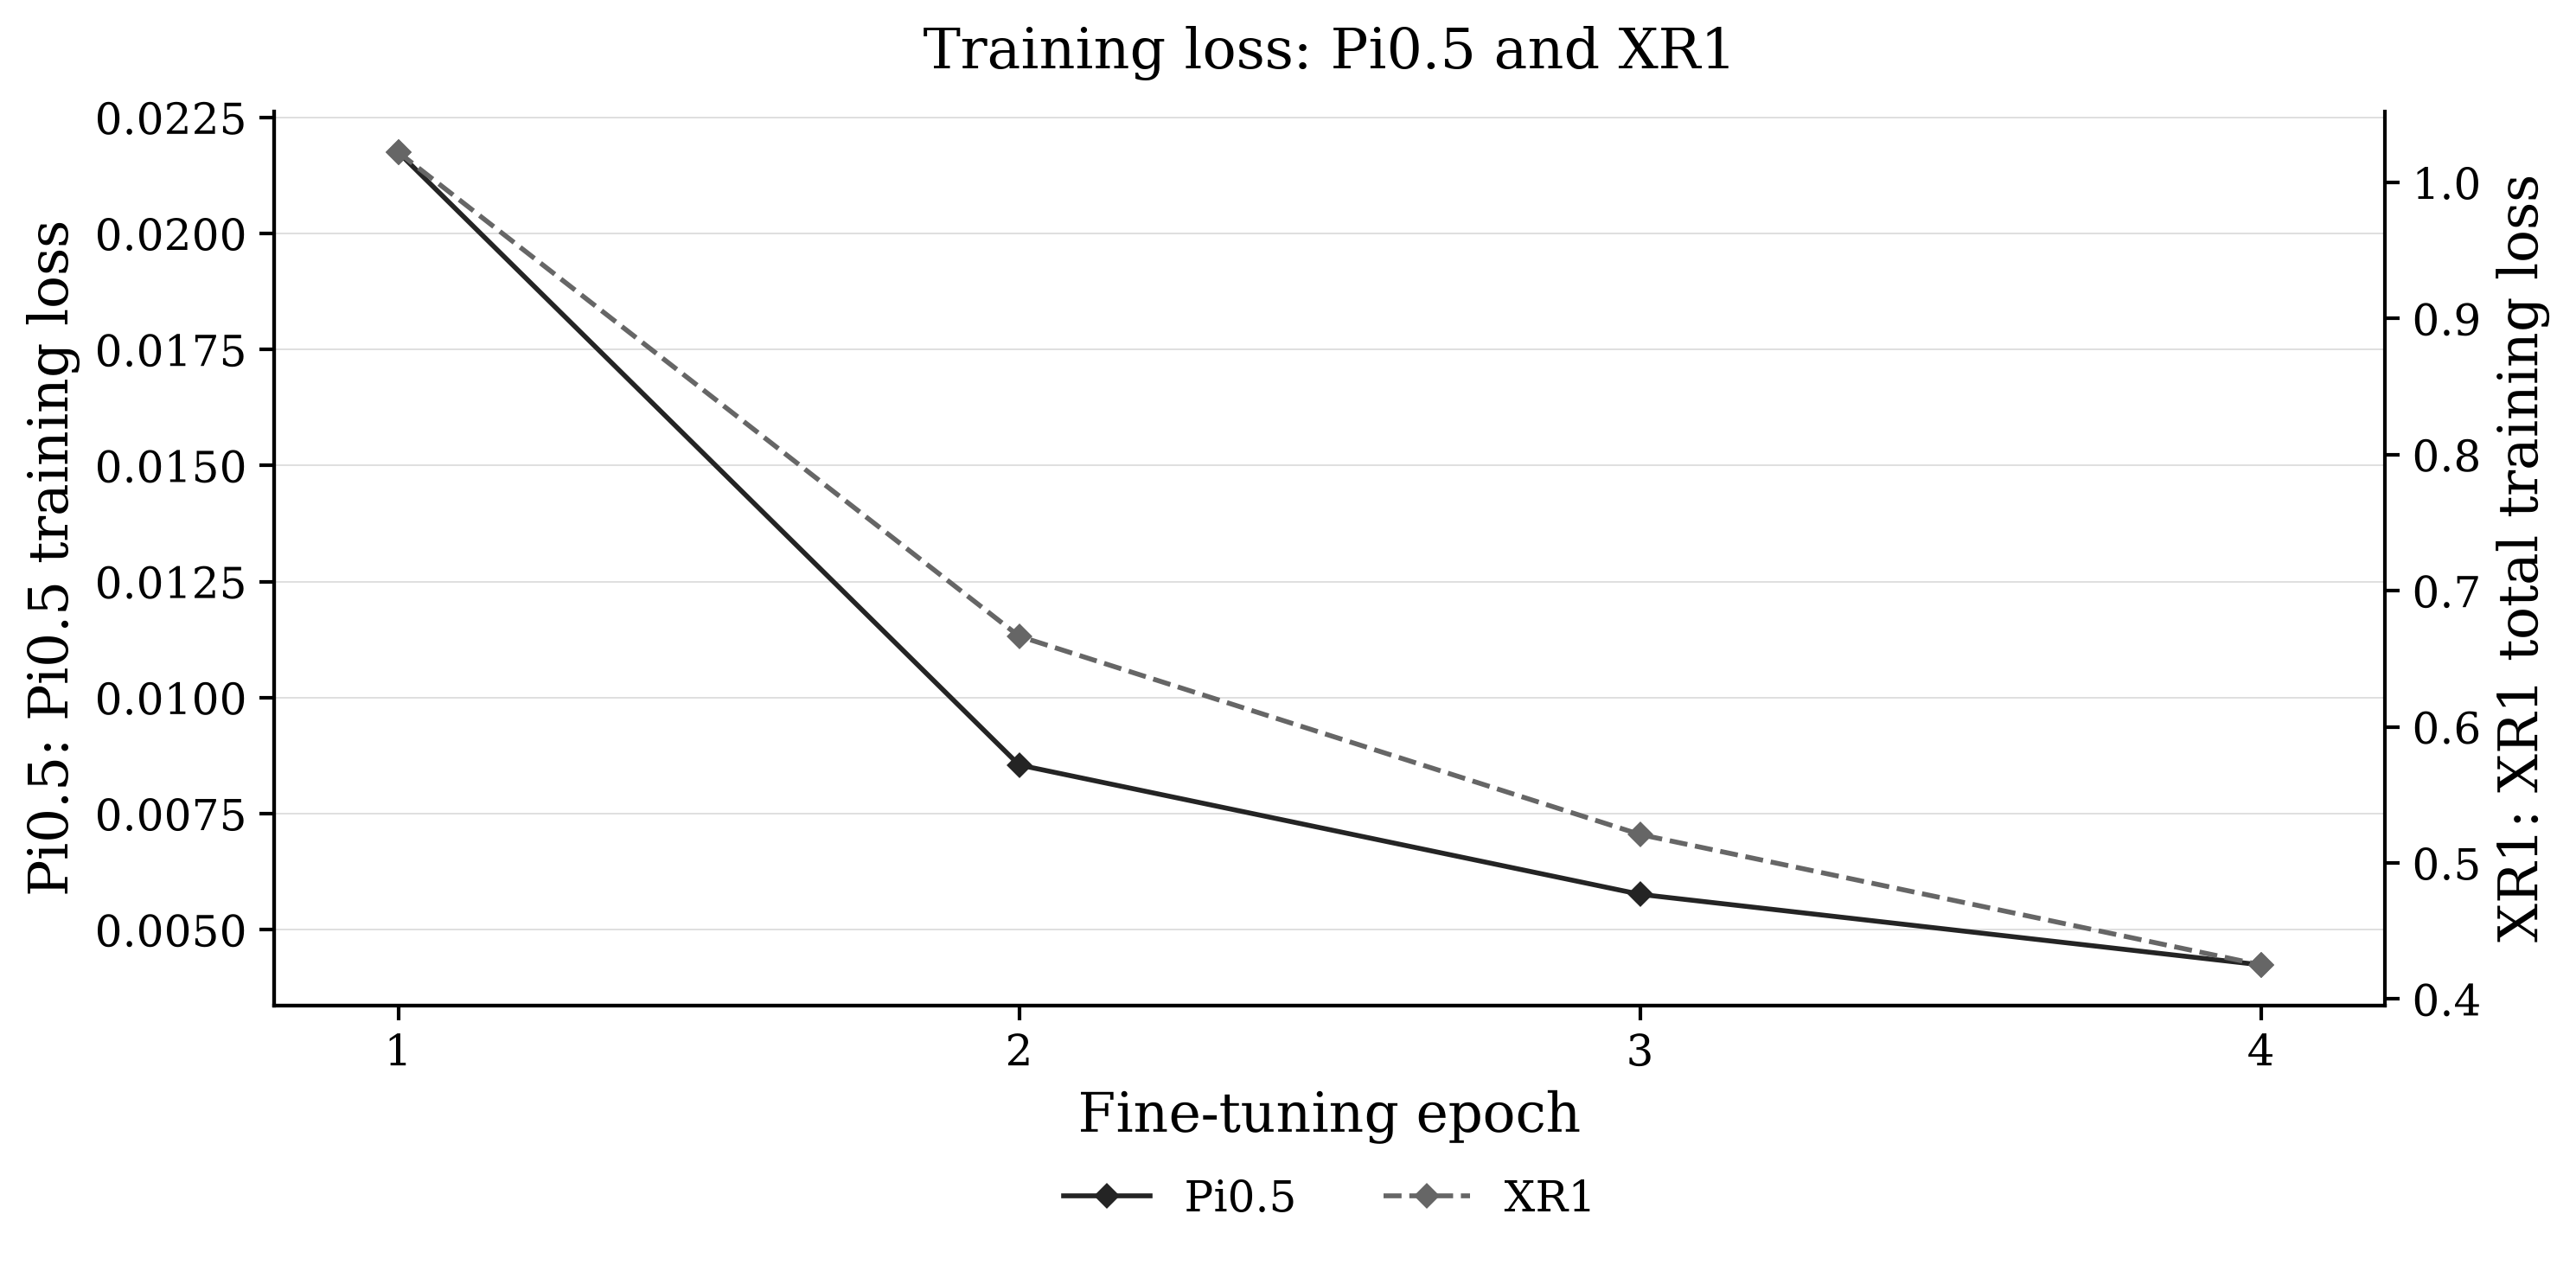 Training loss: Pi0.5 and XR1
Pi0.5: Pi0.5 training loss
0.0225
0.0200
0.0175
0.0150
0.0125
0.0100
0.0075
0.0050
1.0
0.9
0.8
0.7
0.6
0.5
0.4
XR1: XR1 total training loss
1 2 3 4
Fine-tuning epoch
Pi0.5 XR1